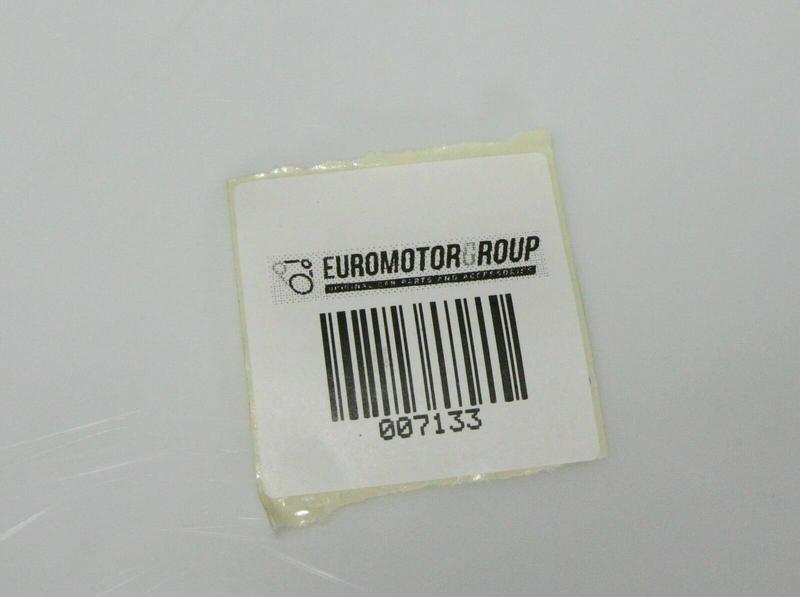 EUROMOTORGROUP
ORIGINAL CAR PARTS AND ACCESSORIES
007133